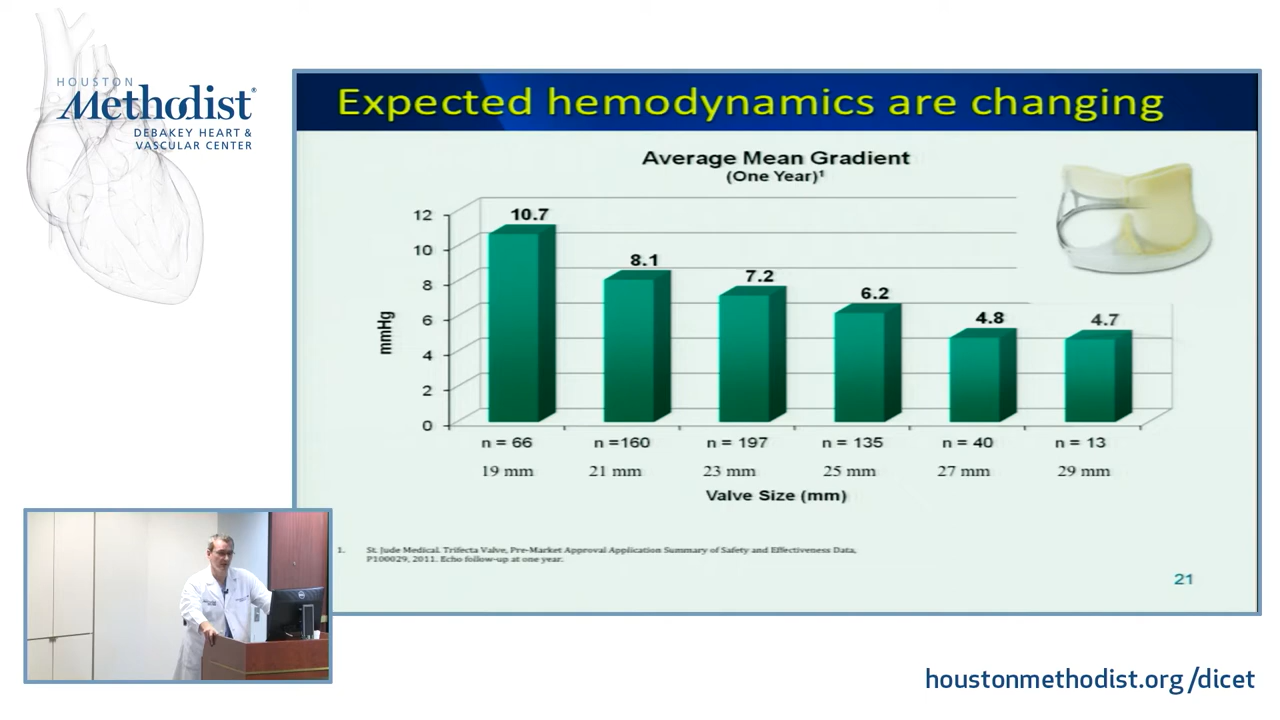 HOUSTON
Methodist®
DEBAKEY HEART &
VASCULAR CENTER
Expected hemodynamics are changing
Average Mean Gradient
(One Year)¹
mmHg
12
10
8
6
4
2
0
10.7
8.1
7.2
6.2
4.8
4.7
n = 66
n =160
n = 197
n = 135
n = 40
n = 13
19 mm
21 mm
23 mm
25 mm
27 mm
29 mm
Valve Size (mm)
1. St. Jude Medical. Trifecta Valve, Pre-Market Approval Application Summary of Safety and Effectiveness Data,
P100029, 2011. Echo follow-up at one year.
21
houstonmethodist.org/dicet